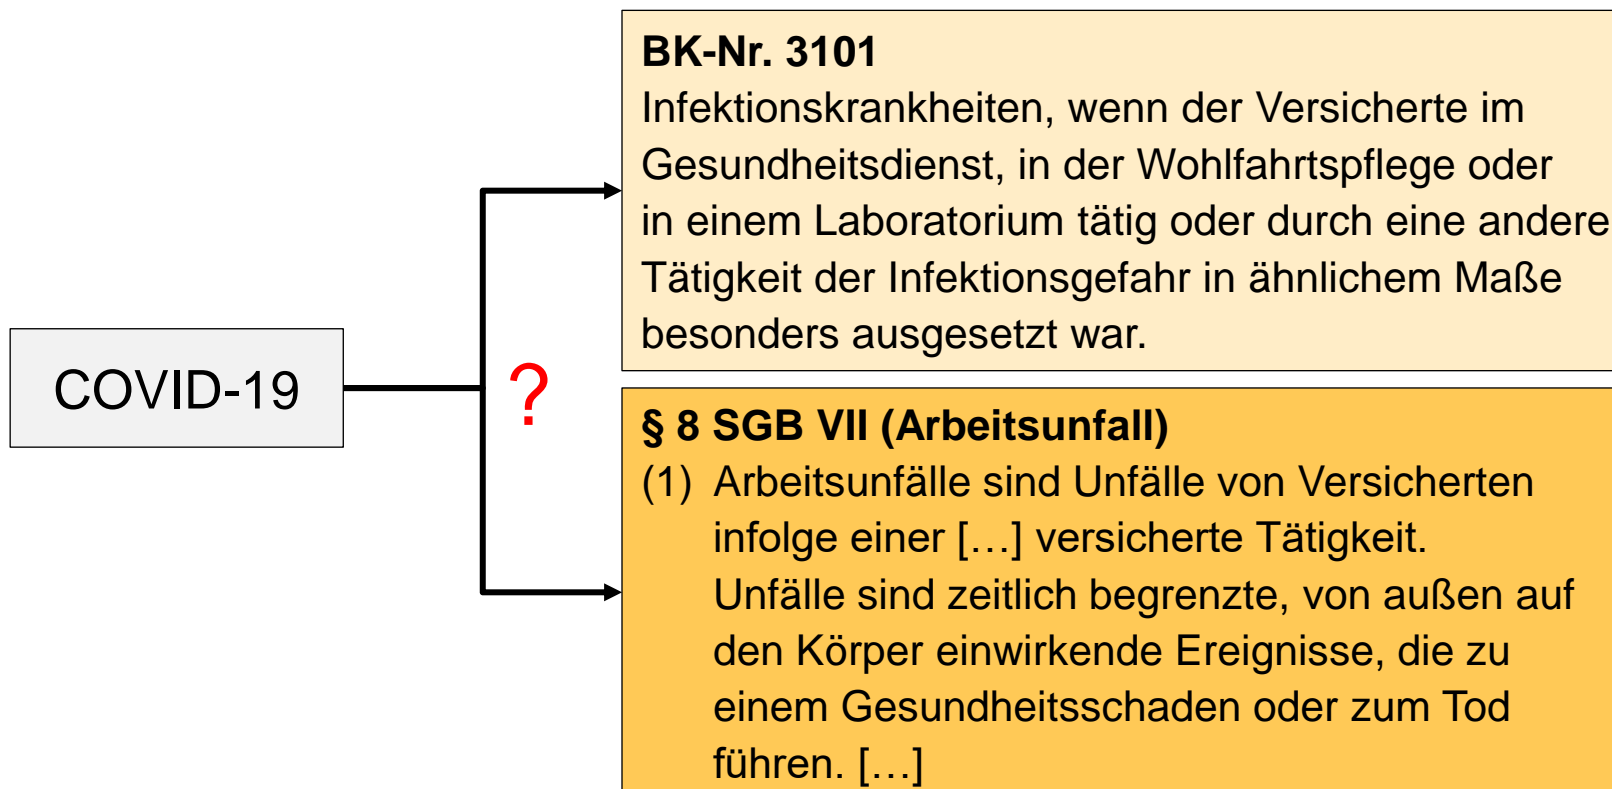 BK-Nr. 3101
Infektionskrankheiten, wenn der Versicherte im
Gesundheitsdienst, in der Wohlfahrtspflege oder
in einem Laboratorium tätig oder durch eine andere
Tätigkeit der Infektionsgefahr in ähnlichem Maße
besonders ausgesetzt war.
COVID-19
?
§ 8 SGB VII (Arbeitsunfall)
(1) Arbeitsunfälle sind Unfälle von Versicherten
infolge einer […] versicherte Tätigkeit.
Unfälle sind zeitlich begrenzte, von außen auf
den Körper einwirkende Ereignisse, die zu
einem Gesundheitsschaden oder zum Tod
führen. […]